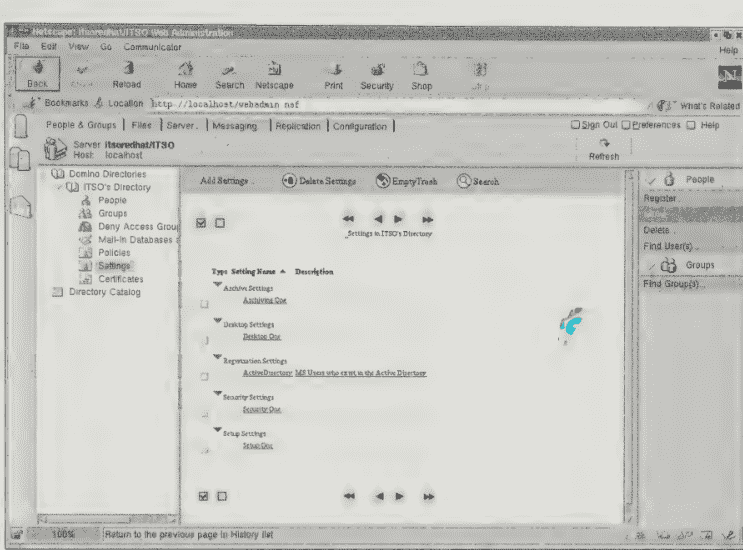 Netscape: itsoredhat/ITSO Web Administration
File Edit View Go Communicator Help
Back Reload Home Search Netscape Print Security Shop
Bookmarks Location http://localhost/webadmin nsf What's Related
People & Groups | Files | Server.. | Messaging. | Replication | Configuration |
Sign Out Preferences Help
Server itsoredhat/ITSO
Host: localhost
Refresh
Domino Directories
ITSO's Directory
People
Groups
Deny Access Group
Mail-In Databases
Policies
Settings
Certificates
Directory Catalog
Add Settings .. Delete Settings EmptyTrash Search
Settings in ITSO's Directory
Type Setting Name Description
Archive Settings
Archiving One
Desktop Settings
Desktop One
Registration Settings
ActiveDirectory MS Users who exist in the Active Directory
Security Settings
Security One
Setup Settings
Setup One
People
Register
Delete..
Find User(s)..
Groups
Find Group(s)...
100% Return to the previous page in History list